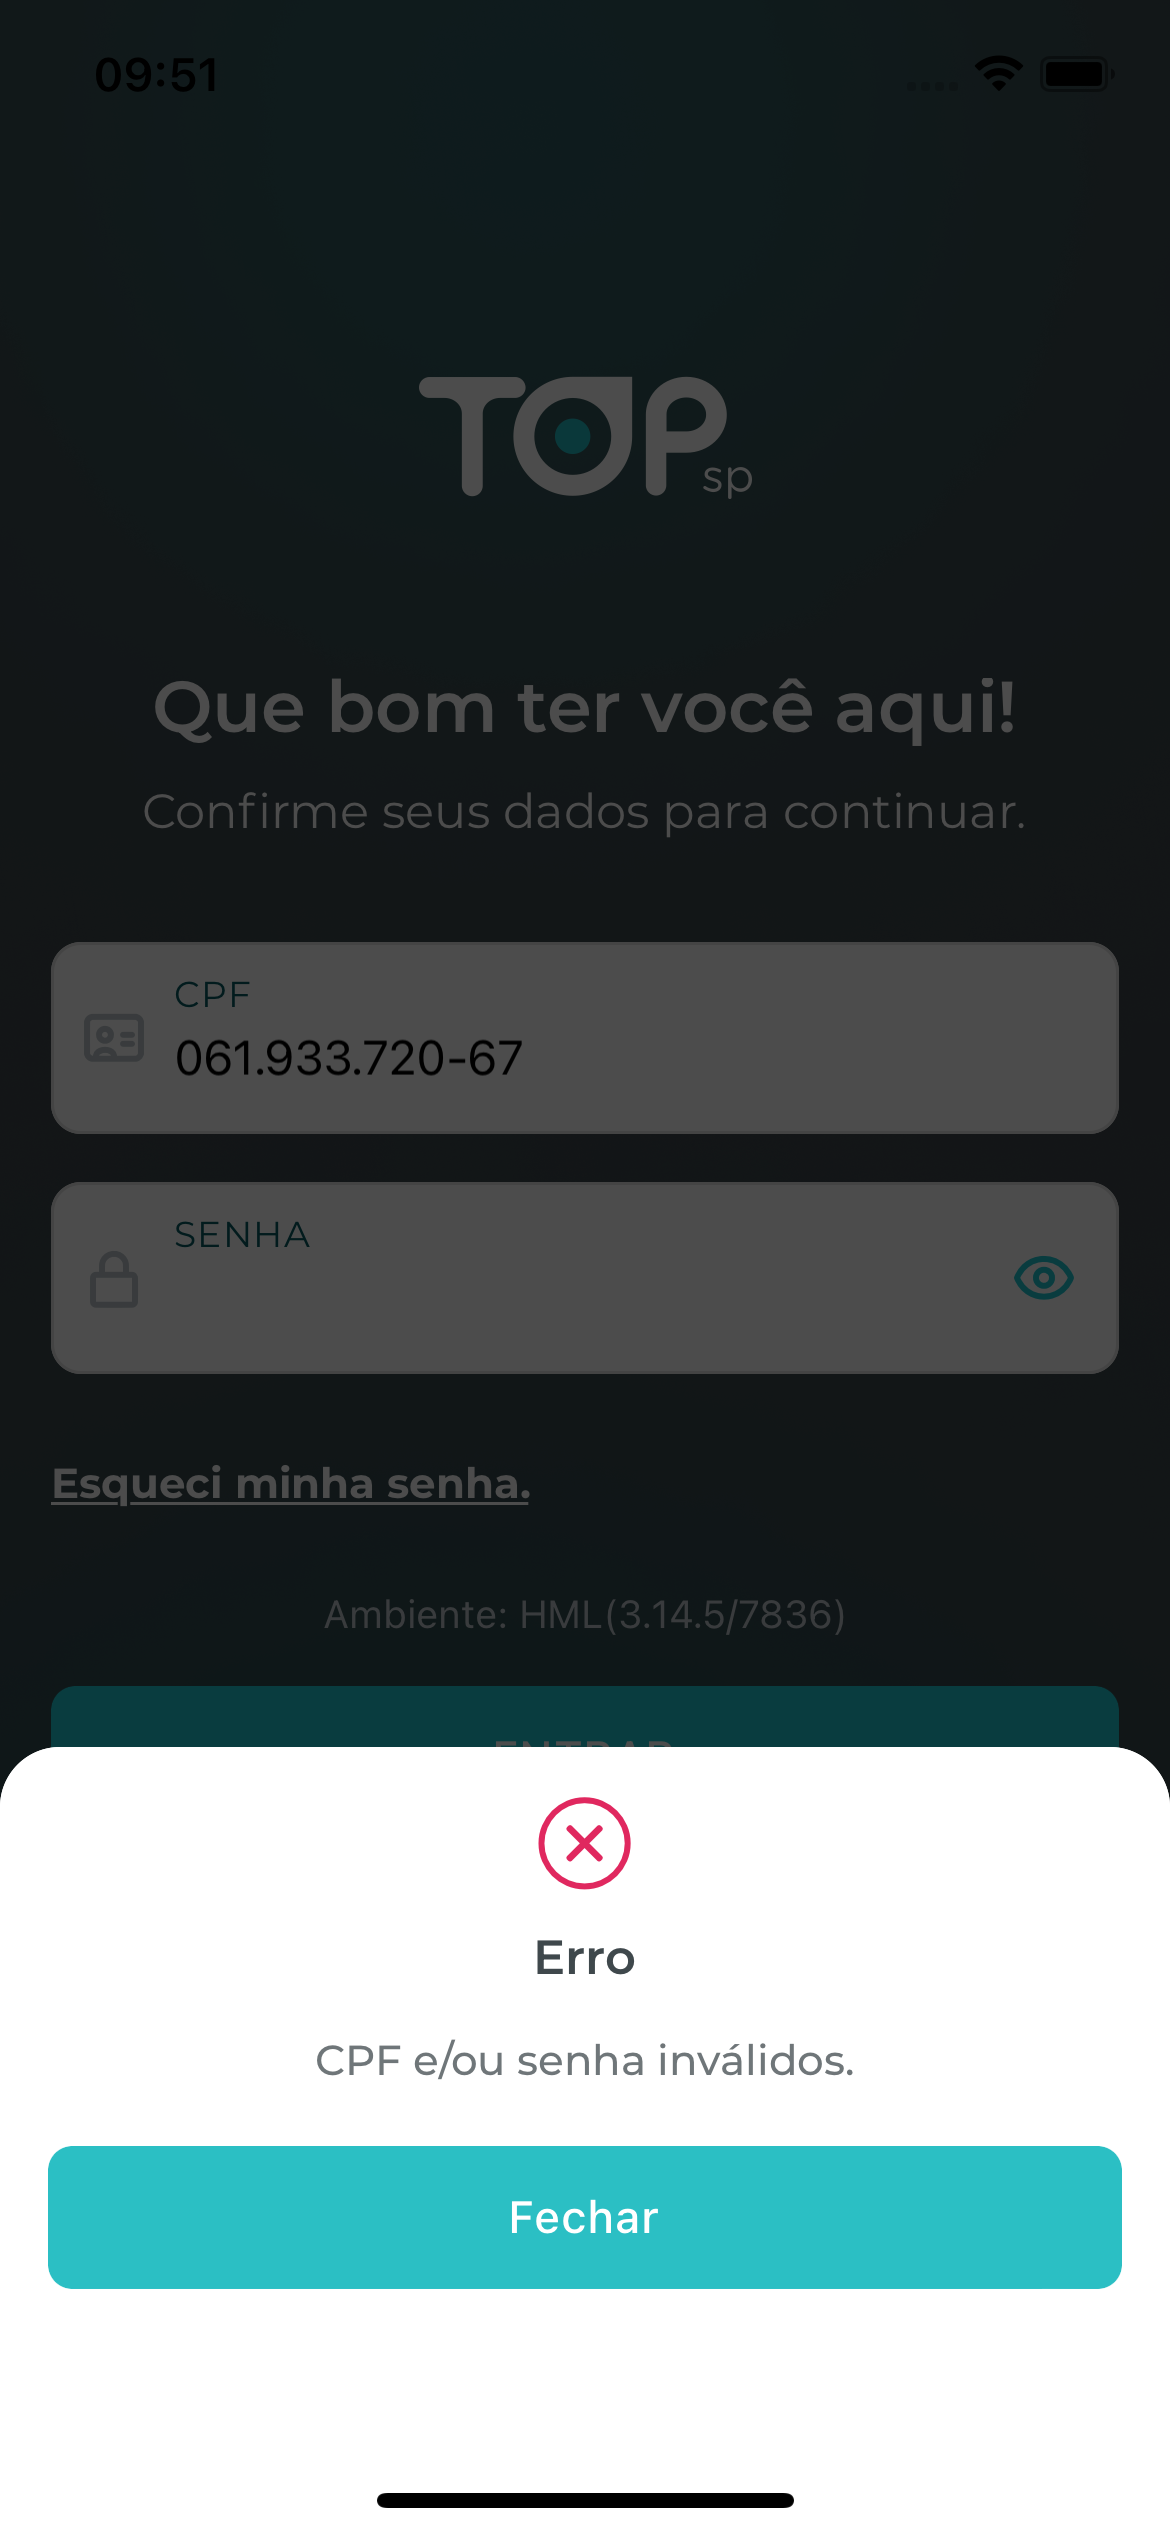 09:51
TOP
sp
Que bom ter você aqui!
Confirme seus dados para continuar.
CPF
061.933.720-67
SENHA
Esqueci minha senha.
Ambiente: HML(3.14.5/7836)
ENTRAR
Erro
CPF e/ou senha inválidos.
Fechar